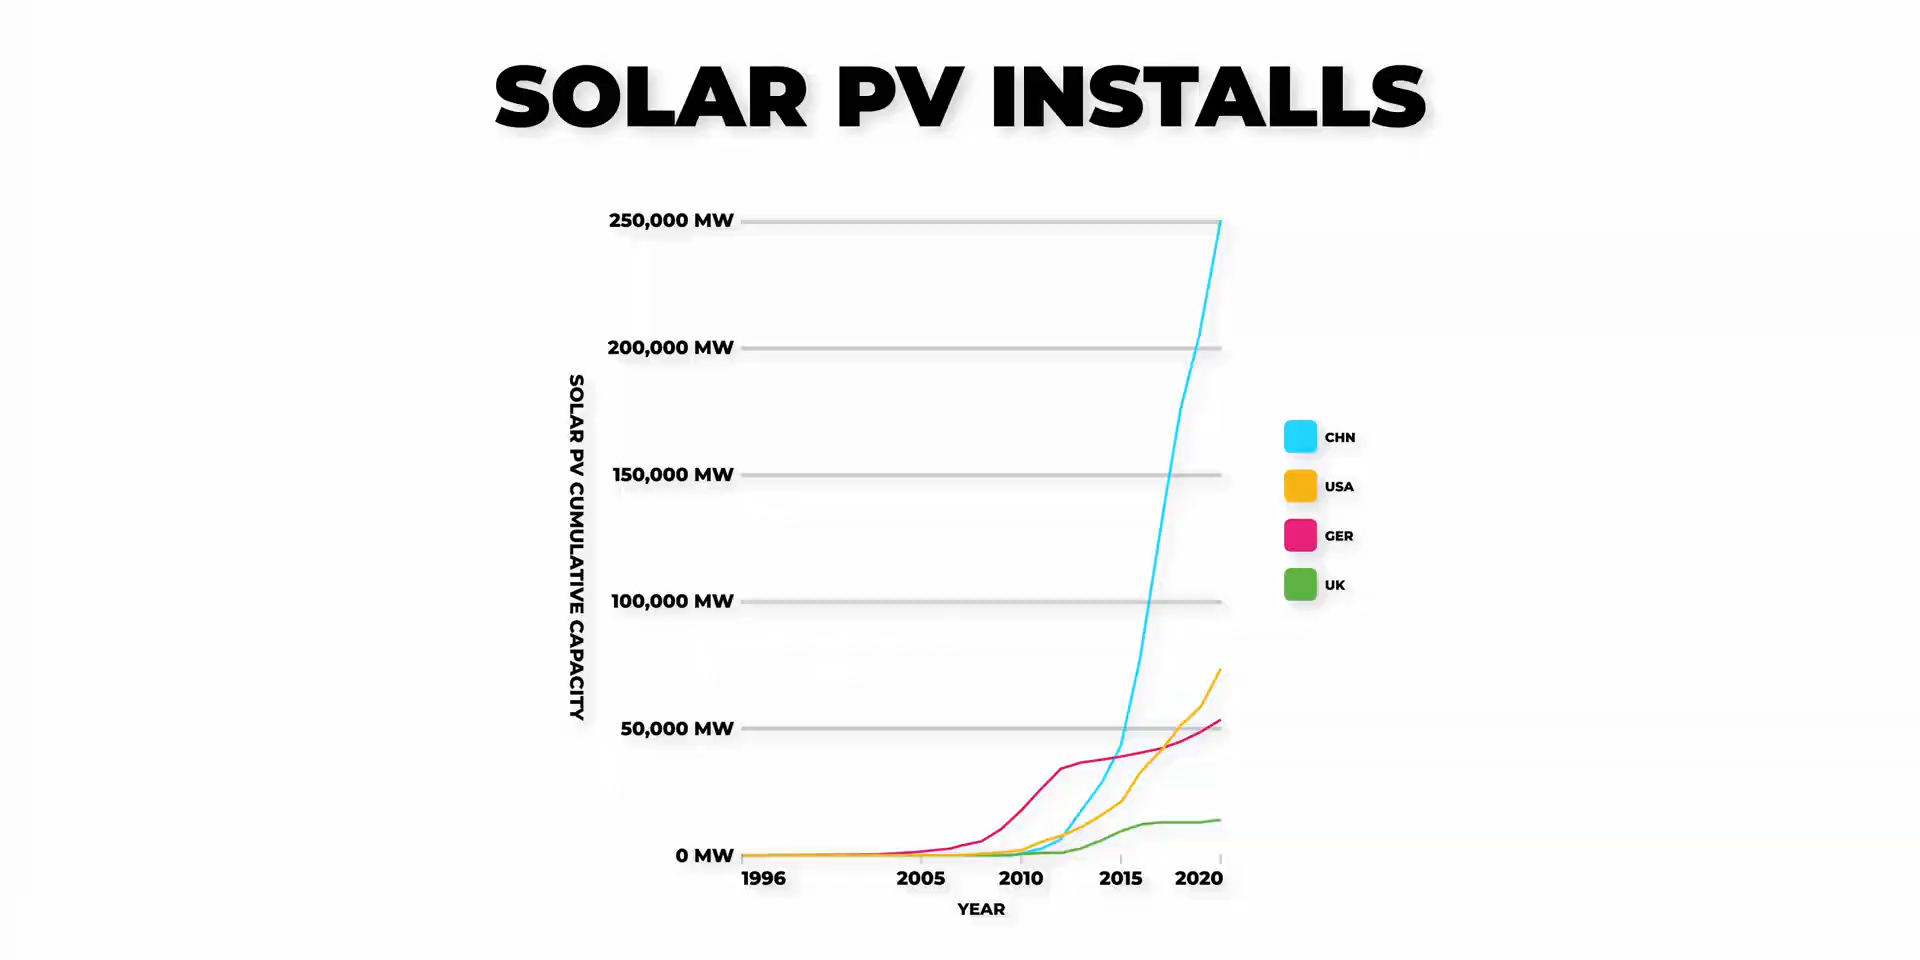 SOLAR PV INSTALLS
250,000 MW
200,000 MW
150,000 MW
100,000 MW
50,000 MW
0 MW
SOLAR PV CUMULATIVE CAPACITY
1996 2005 2010 2015 2020
YEAR
CHN
USA
GER
UK